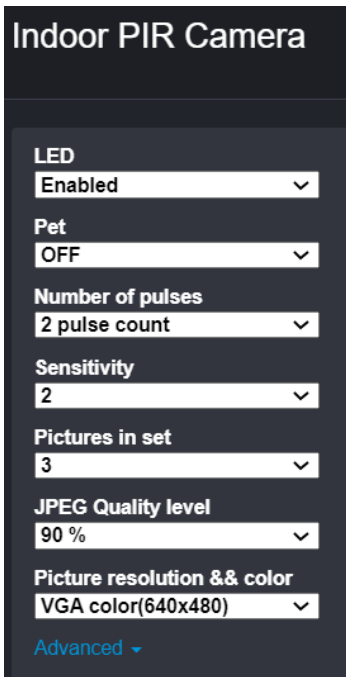 Indoor PIR Camera
LED
Enabled
Pet
OFF
Number of pulses
2 pulse count
Sensitivity
2
Pictures in set
3
JPEG Quality level
90 %
Picture resolution && color
VGA color(640x480)
Advanced